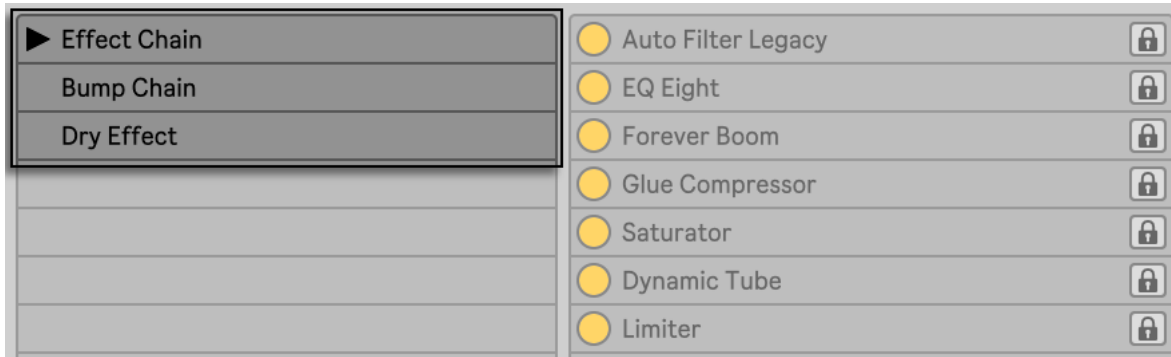 Effect Chain
Bump Chain
Dry Effect
Auto Filter Legacy
EQ Eight
Forever Boom
Glue Compressor
Saturator
Dynamic Tube
Limiter